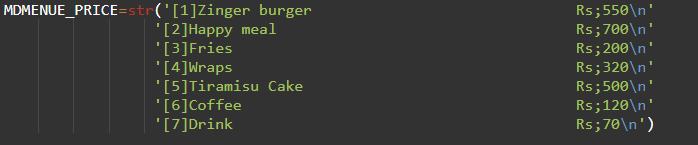 MDMENUE_PRICE=str('[1]Zinger burger                                 Rs;550\n'
                  '[2]Happy meal                                    Rs;700\n'
                  '[3]Fries                                         Rs;200\n'
                  '[4]Wraps                                         Rs;320\n'
                  '[5]Tiramisu Cake                                 Rs;500\n'
                  '[6]Coffee                                        Rs;120\n'
                  '[7]Drink                                         Rs;70\n')